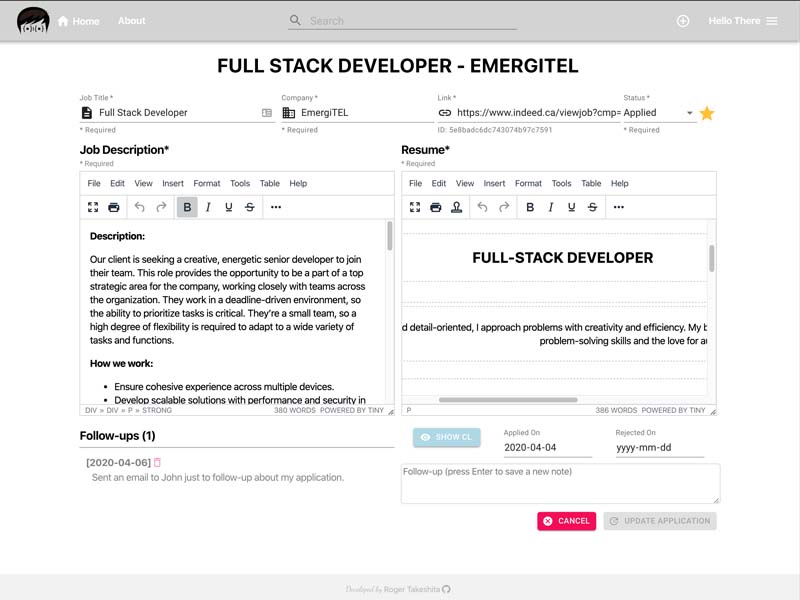 Home
About
Search
Hello There
FULL STACK DEVELOPER - EMERGITEL
Job Title *
Full Stack Developer
* Required
Company *
EmergiTEL
* Required
Link *
https://www.indeed.ca/viewjob?cmp=
ID: 5e8badc6dc743074b97c7591
Status *
Applied
* Required
Job Description*
* Required
File Edit View Insert Format Tools Table Help
B I U S
Description:
Our client is seeking a creative, energetic senior developer to join
their team. This role provides the opportunity to be a part of a top
strategic area for the company, working closely with teams across
the organization. They work in a deadline-driven environment, so
the ability to prioritize tasks is critical. They're a small team, so a
high degree of flexibility is required to adapt to a wide variety of
tasks and functions.
How we work:
• Ensure cohesive experience across multiple devices.
• Develop scalable solutions with performance and security in
DIV » DIV » P » STRONG
380 WORDS POWERED BY TINY
Resume*
* Required
File Edit View Insert Format Tools Table Help
B I U S
FULL-STACK DEVELOPER
d detail-oriented, I approach problems with creativity and efficiency. My b
problem-solving skills and the love for au
P
386 WORDS POWERED BY TINY
Follow-ups (1)
[2020-04-06]
Sent an email to John just to follow-up about my application.
SHOW CL
Applied On
2020-04-04
Rejected On
yyyy-mm-dd
Follow-up (press Enter to save a new note)
CANCEL
UPDATE APPLICATION
Developed by Roger Takeshita